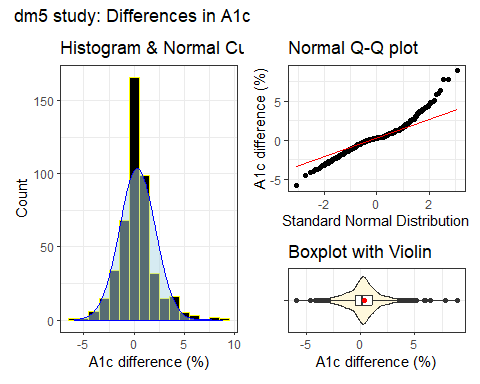 dm5 study: Differences in A1c
Histogram & Normal Cu
150
100
50
0
Count
-5
0
5
10
A1c difference (%)
Normal Q-Q plot
5
0
-5
A1c difference (%)
-2
0
2
Standard Normal Distribution
Boxplot with Violin
-5
0
5
A1c difference (%)